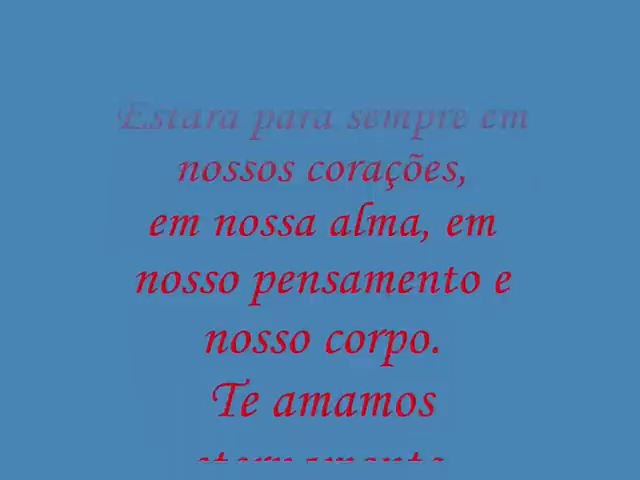 Estara para sempre em
nossos corações,
em nossa alma, em
nosso pensamento e
nosso corpo.
Te amamos